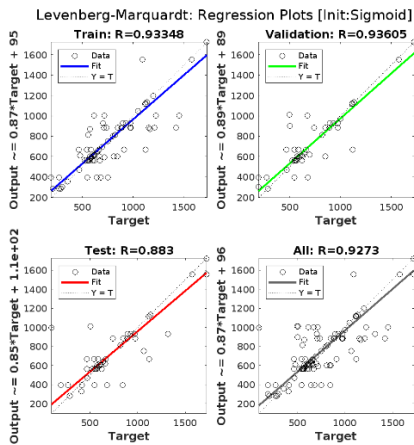 Levenberg-Marquardt: Regression Plots [Init:Sigmoid]
Train: R=0.93348
Output ~= 0.87*Target + 95
1600
1400
1200
1000
800
600
400
Data
Fit
Y = T
500
1000
1500
Target
Validation: R=0.93605
Output ~= 0.89*Target + 89
1600
1400
1200
1000
800
600
400
Data
Fit
Y = T
500
1000
1500
Target
Test: R=0.883
Output ~= 0.85*Target + 1.1e+02
1600
1400
1200
1000
800
600
400
200
Data
Fit
Y = T
500
1000
1500
Target
All: R=0.9273
Output ~= 0.87*Target + 96
1600
1400
1200
1000
800
600
400
200
Data
Fit
Y = T
500
1000
1500
Target